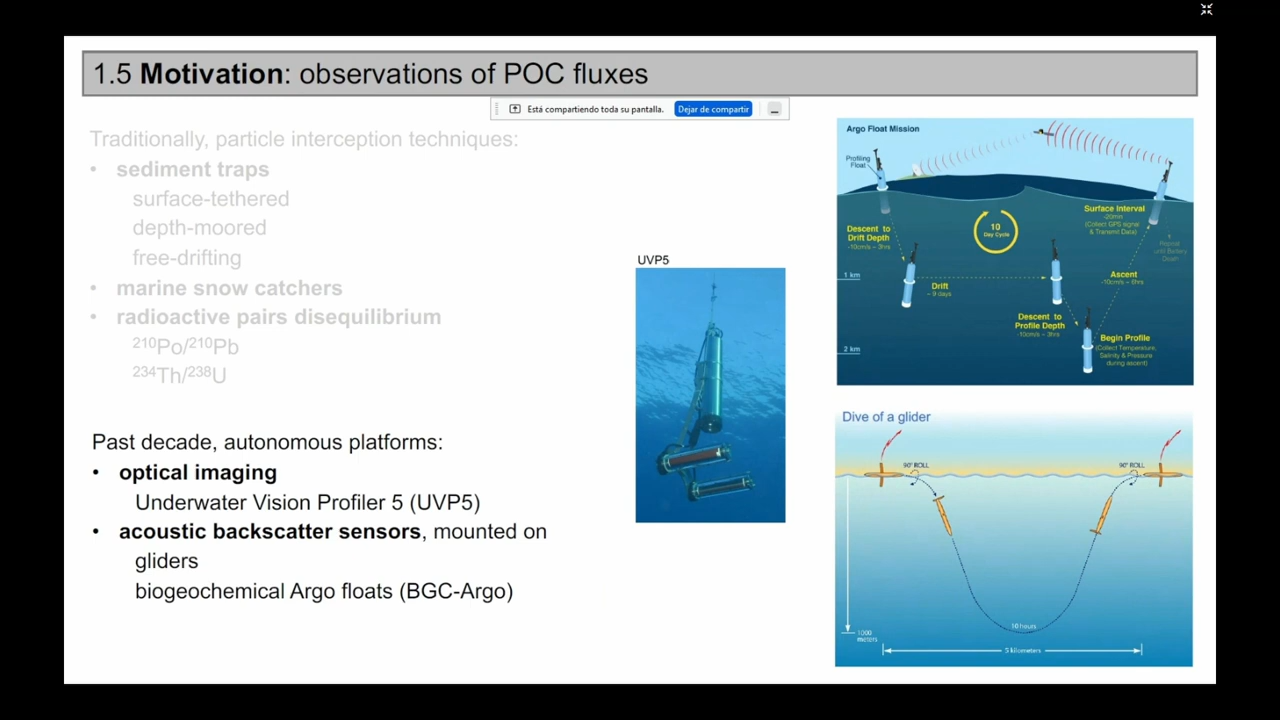 1.5 Motivation: observations of POC fluxes
Está compartiendo toda su pantalla. Dejar de compartir
Traditionally, particle interception techniques:
• sediment traps
surface-tethered
depth-moored
free-drifting
• marine snow catchers
• radioactive pairs disequilibrium
²¹⁰Po/²¹⁰Pb
²³⁴Th/²³⁸U
Past decade, autonomous platforms:
• optical imaging
Underwater Vision Profiler 5 (UVP5)
• acoustic backscatter sensors, mounted on
gliders
biogeochemical Argo floats (BGC-Argo)
UVP5
Argo Float Mission
Profiling
Float
Descent to
Drift Depth
~10cm/s ~ 3hrs
10
Day Cycle
Surface Interval
~20min
(Collect GPS signal
& Transmit Data)
Repeat
until Battery
Death
1 km
Drift
~ 9 days
Ascent
~10cm/s ~ 6hrs
Descent to
Profile Depth
~10cm/s ~ 3hrs
Begin Profile
(Collect Temperature,
Salinity & Pressure
during ascent)
2 km
Dive of a glider
90° ROLL
90° ROLL
10 hours
1000
meters
5 kilometers